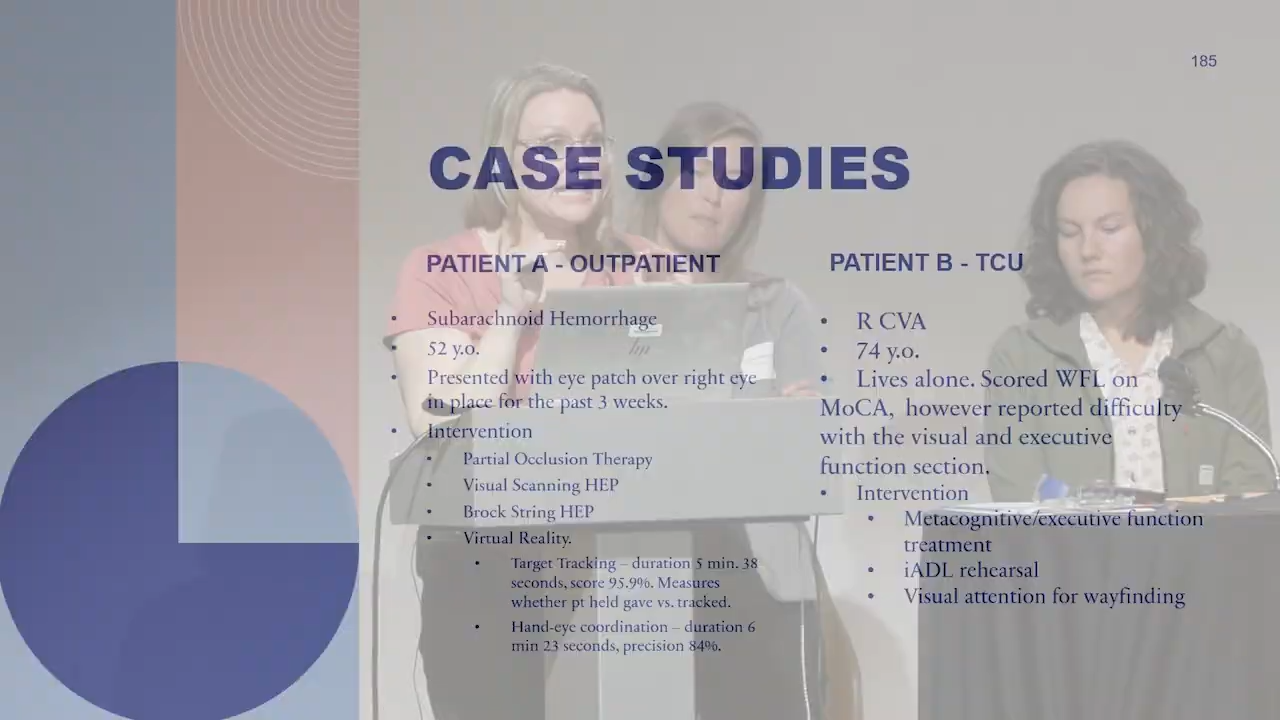 185
CASE STUDIES
PATIENT A - OUTPATIENT
• Subarachnoid Hemorrhage
• 52 y.o.
• Presented with eye patch over right eye
in place for the past 3 weeks.
• Intervention
• Partial Occlusion Therapy
• Visual Scanning HEP
• Brock String HEP
• Virtual Reality.
• Target Tracking – duration 5 min. 38
seconds, score 95.9%. Measures
whether pt held gave vs. tracked.
• Hand-eye coordination – duration 6
min 23 seconds, precision 84%.
PATIENT B - TCU
• R CVA
• 74 y.o.
• Lives alone. Scored WFL on
MoCA, however reported difficulty
with the visual and executive
function section.
• Intervention
• Metacognitive/executive function
treatment
• iADL rehearsal
• Visual attention for wayfinding
hp